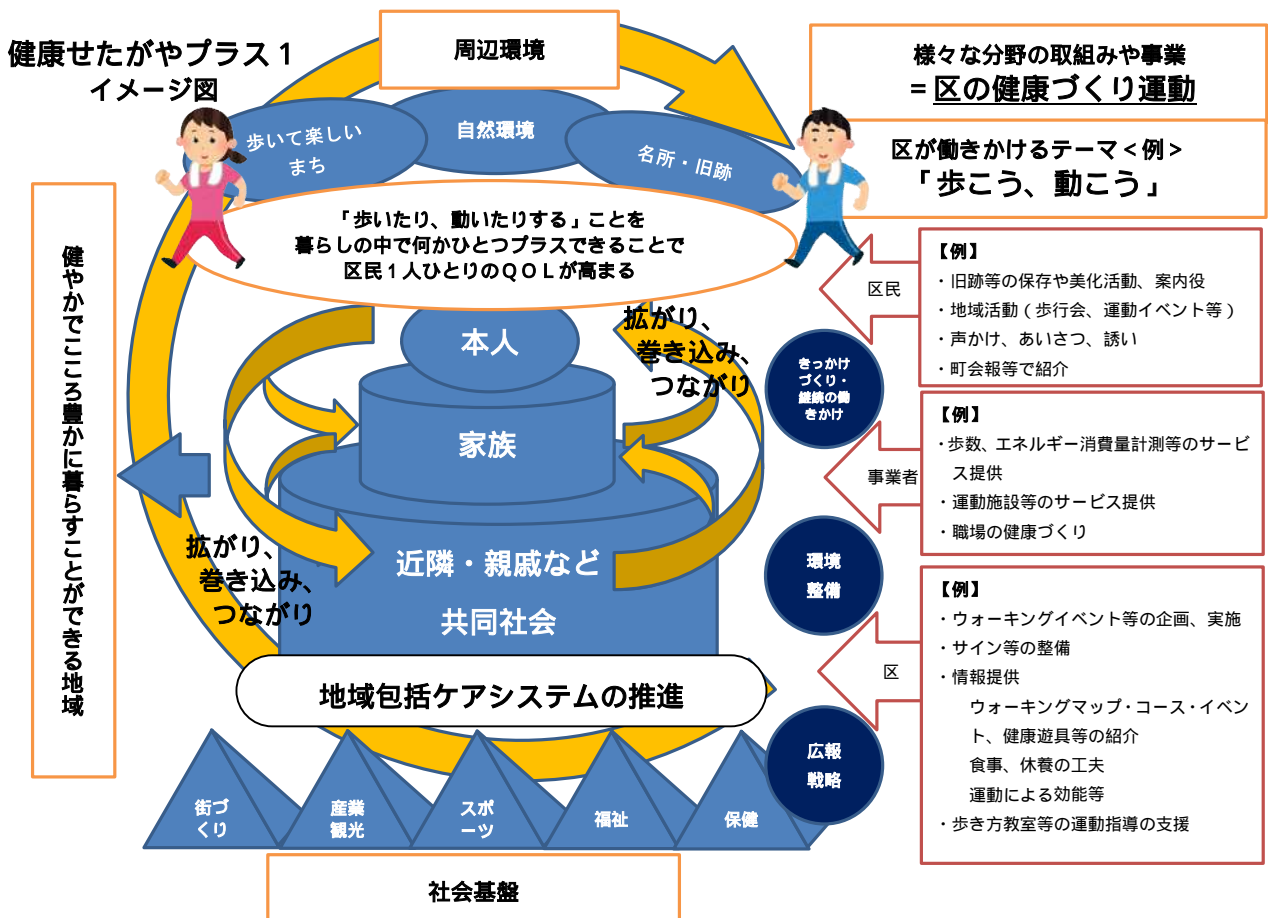 健康せたがやプラス１
イメージ図
周辺環境
歩いて楽しい
まち
自然環境
名所・旧跡
様々な分野の取組みや事業
＝区の健康づくり運動
区が働きかけるテーマ＜例＞
「歩こう、動こう」
「歩いたり、動いたりする」ことを
暮らしの中で何かひとつプラスできることで
区民１人ひとりのＱＯＬが高まる
健やかでこころ豊かに暮らすことができる地域
本人
家族
近隣・親戚など
共同社会
拡がり、
巻き込み、
つながり
拡がり、
巻き込み、
つながり
地域包括ケアシステムの推進
街づ
くり
産業
観光
スポ
ーツ
福祉
保健
社会基盤
きっかけ
づくり・
継続の働
きかけ
環境
整備
広報
戦略
区民
【例】
・旧跡等の保存や美化活動、案内役
・地域活動（歩行会、運動イベント等）
・声かけ、あいさつ、誘い
・町会報等で紹介
事業者
【例】
・歩数、エネルギー消費量計測等のサービ
ス提供
・運動施設等のサービス提供
・職場の健康づくり
区
【例】
・ウォーキングイベント等の企画、実施
・サイン等の整備
・情報提供
ウォーキングマップ・コース・イベン
ト、健康遊具等の紹介
食事、休養の工夫
運動による効能等
・歩き方教室等の運動指導の支援